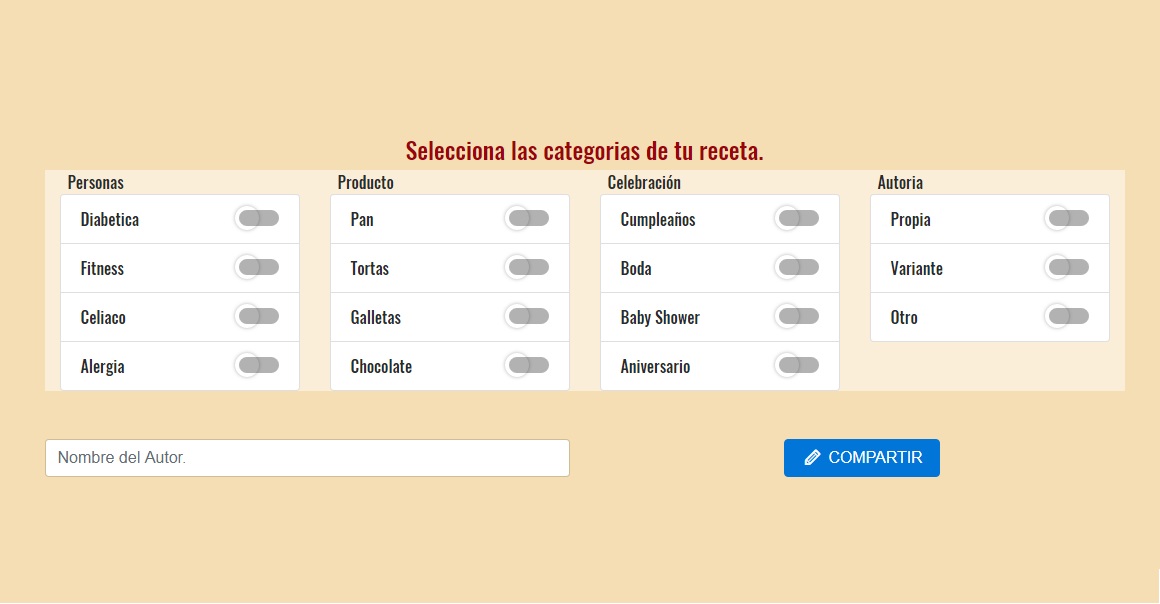 Selecciona las categorias de tu receta.
Personas
Diabetica
Fitness
Celiaco
Alergia
Producto
Pan
Tortas
Galletas
Chocolate
Celebración
Cumpleaños
Boda
Baby Shower
Aniversario
Autoria
Propia
Variante
Otro
Nombre del Autor.
COMPARTIR